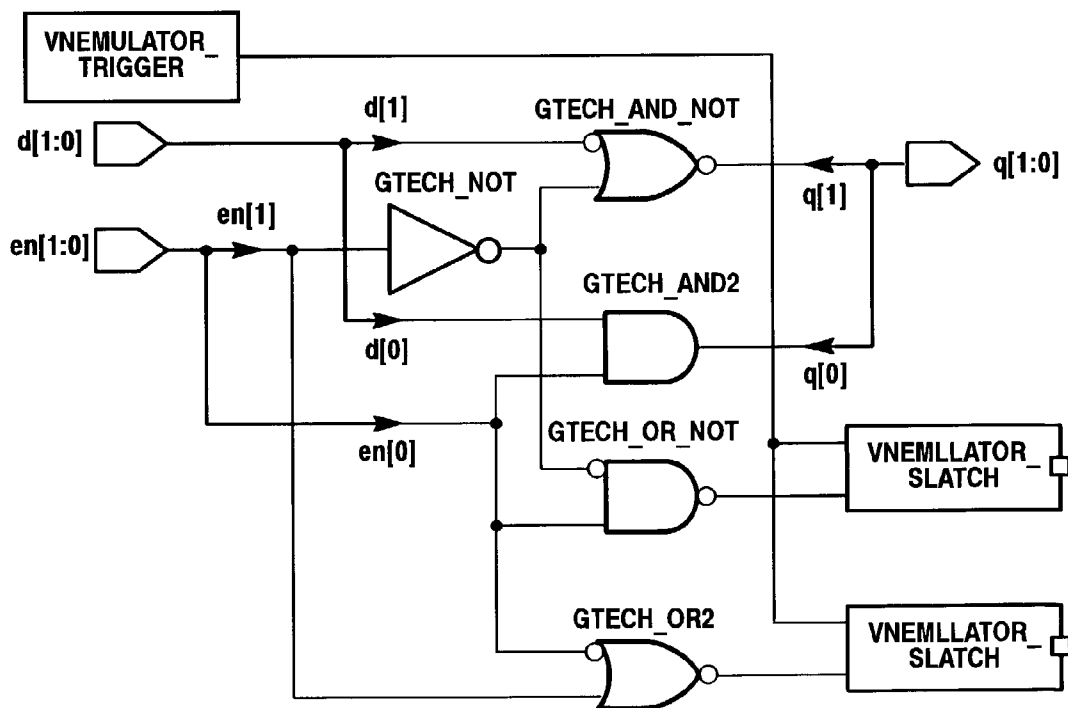 VNEMULATOR_
TRIGGER
d[1:0]
d[1]
GTECH_AND_NOT
q[1]
q[1:0]
GTECH_NOT
en[1:0]
en[1]
GTECH_AND2
d[0]
q[0]
en[0]
GTECH_OR_NOT
VNEMLLATOR_
SLATCH
GTECH_OR2
VNEMLLATOR_
SLATCH